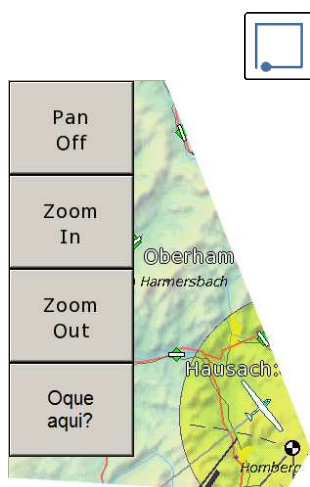 Pan
Off
Zoom
In
Oberham
Harmersbach
Zoom
Out
Hausach:
Oque
aqui?
Hornberg